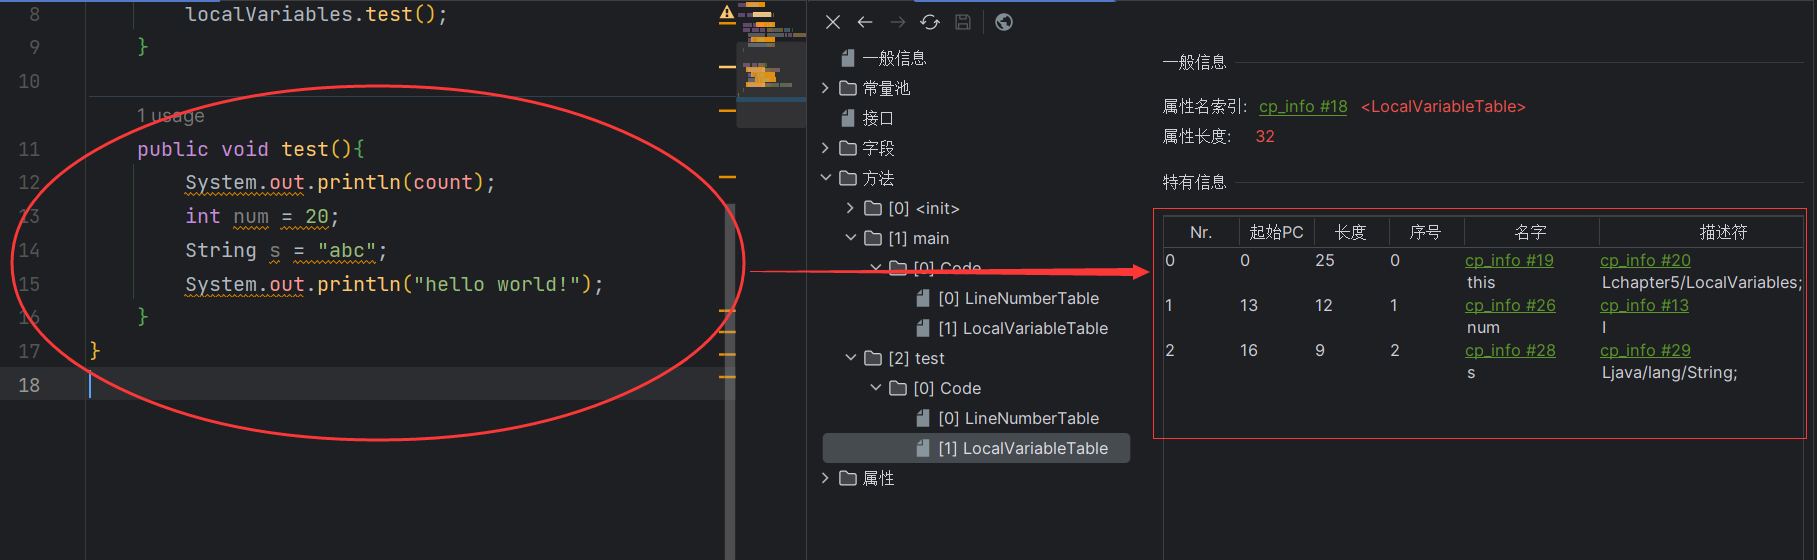 8 localVariables.test();
9 }
10
1 usage
11 public void test(){
12 System.out.println(count);
13 int num = 20;
14 String s = "abc";
15 System.out.println("hello world!");
16 }
17 }
18
一般信息
常量池
接口
字段
方法
[0] <init>
[1] main
[0] Code
[0] LineNumberTable
[1] LocalVariableTable
[2] test
[0] Code
[0] LineNumberTable
[1] LocalVariableTable
属性
一般信息
属性名索引: cp_info #18 <LocalVariableTable>
属性长度: 32
特有信息
Nr. 起始PC 长度 序号 名字 描述符
0 0 25 0 cp_info #19 cp_info #20
this Lchapter5/LocalVariables;
1 13 12 1 cp_info #26 cp_info #13
num I
2 16 9 2 cp_info #28 cp_info #29
s Ljava/lang/String;